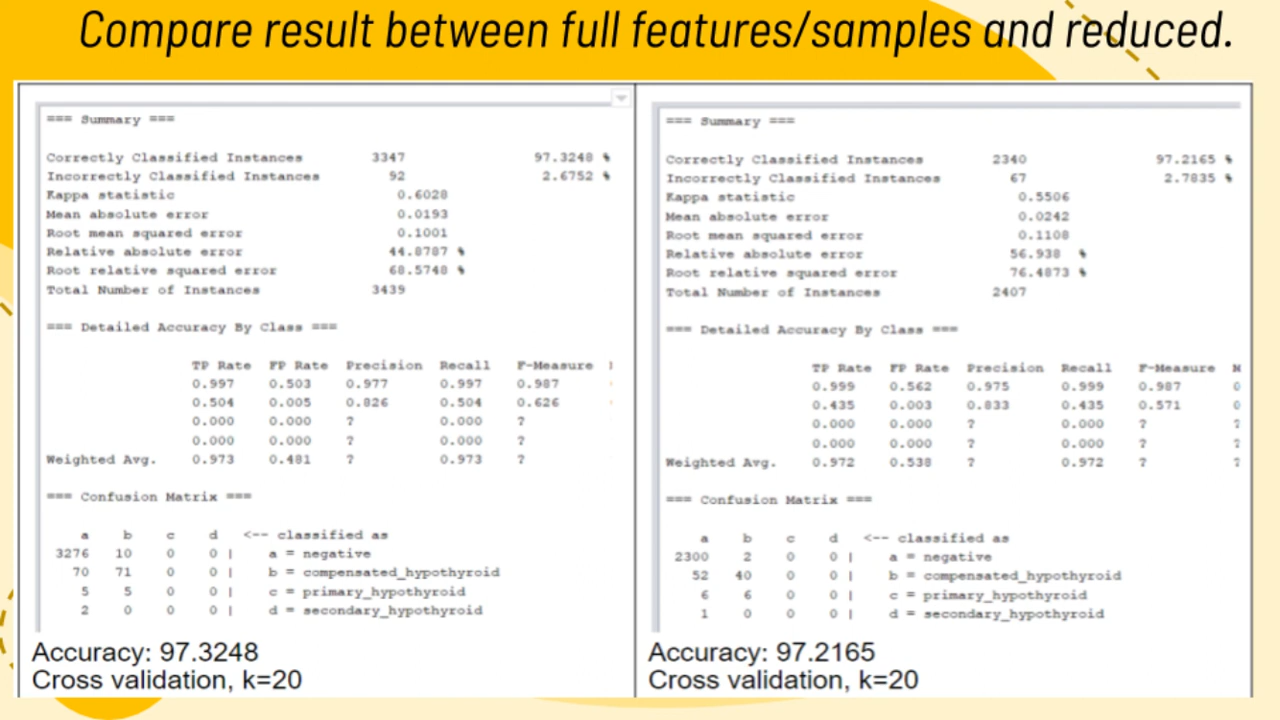 Compare result between full features/samples and reduced.
=== Summary ===
Correctly Classified Instances 3347 97.3248 %
Incorrectly Classified Instances 92 2.6752 %
Kappa statistic 0.6028
Mean absolute error 0.0193
Root mean squared error 0.1001
Relative absolute error 44.8787 %
Root relative squared error 68.5748 %
Total Number of Instances 3439
=== Detailed Accuracy By Class ===
TP Rate FP Rate Precision Recall F-Measure
0.997 0.503 0.977 0.997 0.987
0.504 0.005 0.826 0.504 0.626
0.000 0.000 ? 0.000 ?
0.000 0.000 ? 0.000 ?
Weighted Avg. 0.973 0.481 ? 0.973 ?
=== Confusion Matrix ===
a b c d <-- classified as
3276 10 0 0 | a = negative
70 71 0 0 | b = compensated_hypothyroid
5 5 0 0 | c = primary_hypothyroid
2 0 0 0 | d = secondary_hypothyroid
Accuracy: 97.3248
Cross validation, k=20
=== Summary ===
Correctly Classified Instances 2340 97.2165 %
Incorrectly Classified Instances 67 2.7835 %
Kappa statistic 0.5506
Mean absolute error 0.0242
Root mean squared error 0.1108
Relative absolute error 56.938 %
Root relative squared error 76.4873 %
Total Number of Instances 2407
=== Detailed Accuracy By Class ===
TP Rate FP Rate Precision Recall F-Measure M
0.999 0.562 0.975 0.999 0.987 0
0.435 0.003 0.833 0.435 0.571 0
0.000 0.000 ? 0.000 ? ?
0.000 0.000 ? 0.000 ? ?
Weighted Avg. 0.972 0.538 ? 0.972 ? ?
=== Confusion Matrix ===
a b c d <-- classified as
2300 2 0 0 | a = negative
52 40 0 0 | b = compensated_hypothyroid
6 6 0 0 | c = primary_hypothyroid
1 0 0 0 | d = secondary_hypothyroid
Accuracy: 97.2165
Cross validation, k=20